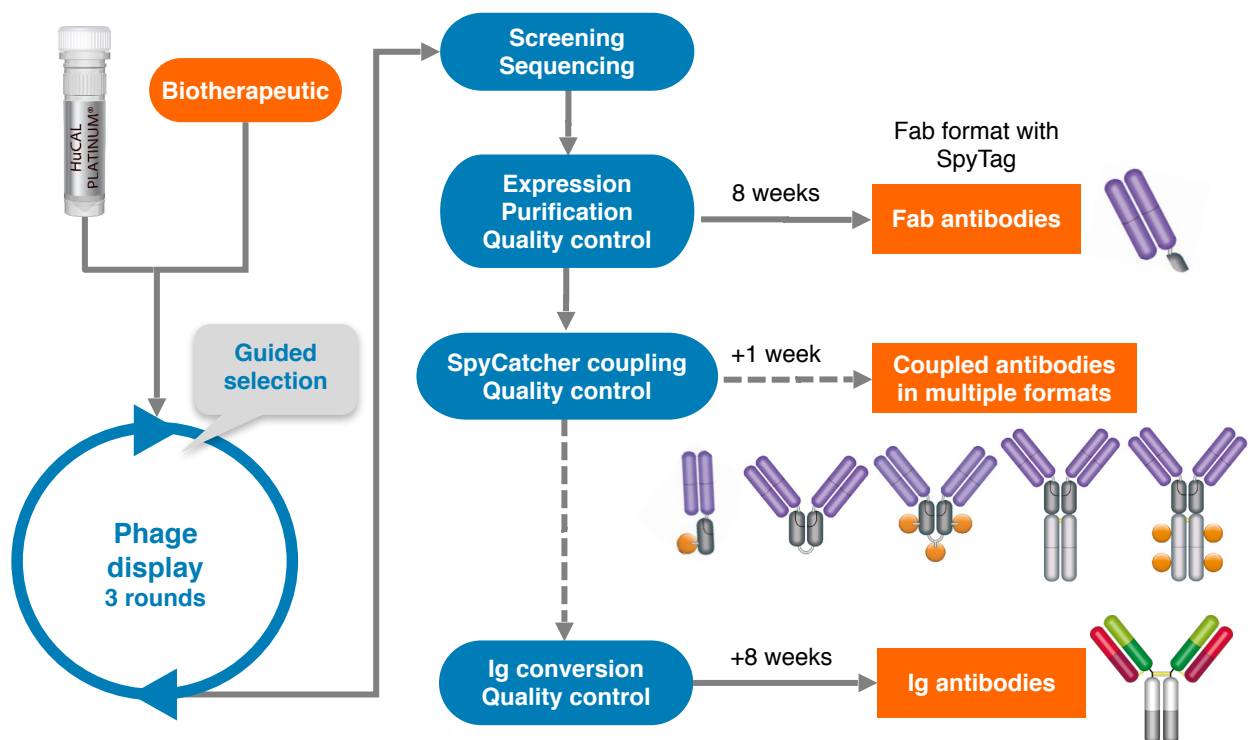 HuCAL
PLATINUM®
Biotherapeutic
Guided
selection
Phage
display
3 rounds
Screening
Sequencing
Expression
Purification
Quality control
8 weeks
Fab format with
SpyTag
Fab antibodies
SpyCatcher coupling
Quality control
+1 week
Coupled antibodies
in multiple formats
Ig conversion
Quality control
+8 weeks
Ig antibodies